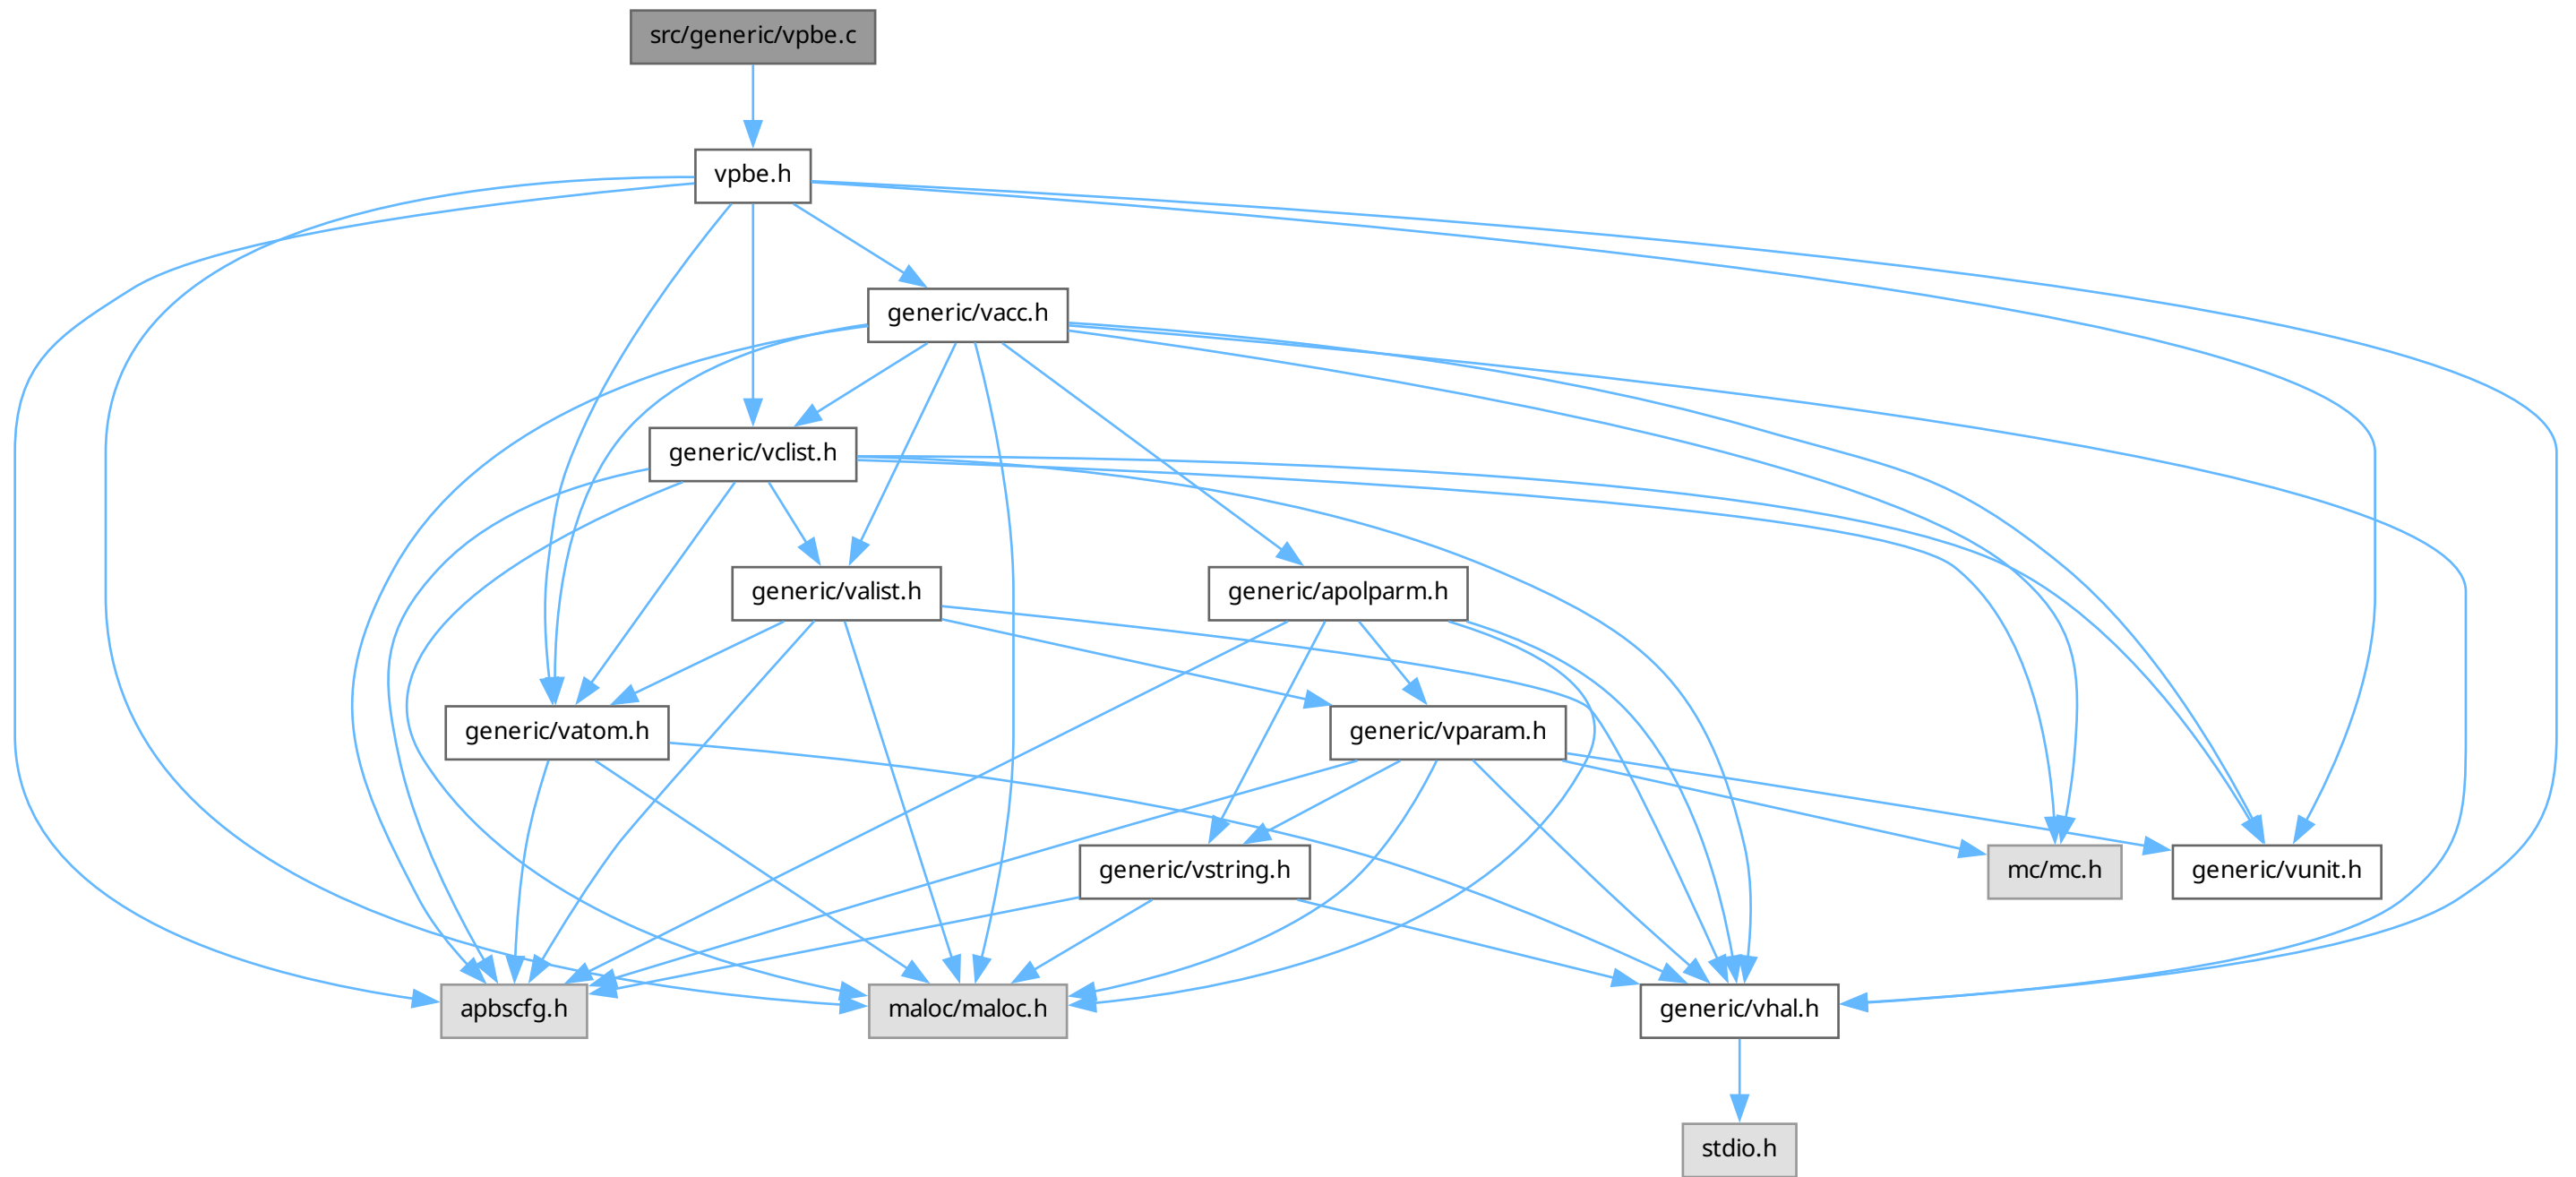 src/generic/vpbe.c
vpbe.h
generic/vacc.h
generic/vclist.h
generic/valist.h
generic/apolparm.h
generic/vatom.h
generic/vparam.h
generic/vstring.h
mc/mc.h
generic/vunit.h
apbscfg.h
maloc/maloc.h
generic/vhal.h
stdio.h